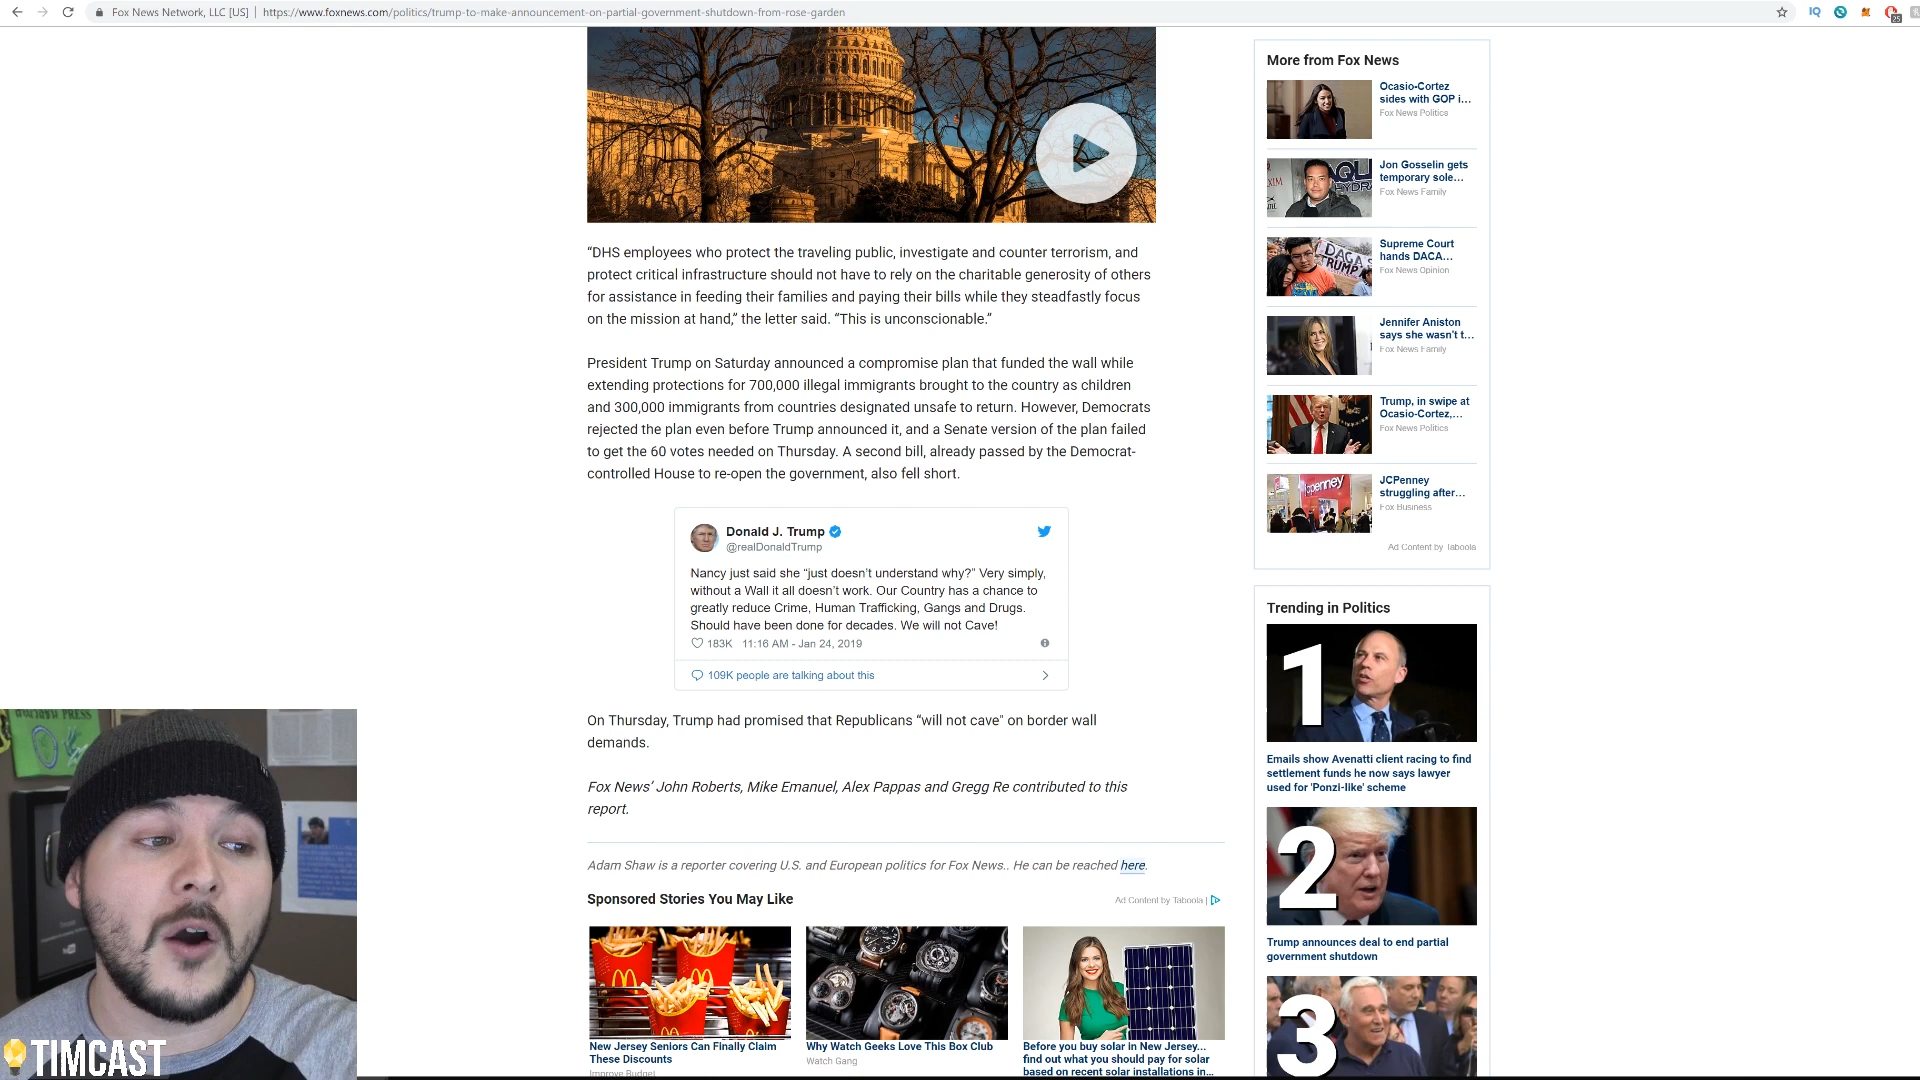 Fox News Network, LLC [US] | https://www.foxnews.com/politics/trump-to-make-announcement-on-partial-government-shutdown-from-rose-garden
IQ
25
“DHS employees who protect the traveling public, investigate and counter terrorism, and
protect critical infrastructure should not have to rely on the charitable generosity of others
for assistance in feeding their families and paying their bills while they steadfastly focus
on the mission at hand,” the letter said. “This is unconscionable.”
President Trump on Saturday announced a compromise plan that funded the wall while
extending protections for 700,000 illegal immigrants brought to the country as children
and 300,000 immigrants from countries designated unsafe to return. However, Democrats
rejected the plan even before Trump announced it, and a Senate version of the plan failed
to get the 60 votes needed on Thursday. A second bill, already passed by the Democrat-
controlled House to re-open the government, also fell short.
Donald J. Trump
@realDonaldTrump
Nancy just said she “just doesn’t understand why?” Very simply,
without a Wall it all doesn’t work. Our Country has a chance to
greatly reduce Crime, Human Trafficking, Gangs and Drugs.
Should have been done for decades. We will not Cave!
183K 11:16 AM - Jan 24, 2019
109K people are talking about this
On Thursday, Trump had promised that Republicans “will not cave" on border wall
demands.
Fox News’ John Roberts, Mike Emanuel, Alex Pappas and Gregg Re contributed to this
report.
Adam Shaw is a reporter covering U.S. and European politics for Fox News.. He can be reached here.
Sponsored Stories You May Like
Ad Content by Taboola |
New Jersey Seniors Can Finally Claim
These Discounts
Improve Budget
Why Watch Geeks Love This Box Club
Watch Gang
Before you buy solar in New Jersey...
find out what you should pay for solar
based on recent solar installations in...
More from Fox News
Ocasio-Cortez
sides with GOP i...
Fox News Politics
Jon Gosselin gets
temporary sole...
Fox News Family
Supreme Court
hands DACA...
Fox News Opinion
Jennifer Aniston
says she wasn't t...
Fox News Family
Trump, in swipe at
Ocasio-Cortez,...
Fox News Politics
jcpenney
JCPenney
struggling after...
Fox Business
Ad Content by Taboola
Trending in Politics
1
Emails show Avenatti client racing to find
settlement funds he now says lawyer
used for 'Ponzi-like' scheme
2
Trump announces deal to end partial
government shutdown
3
PRESS
TIMCAST